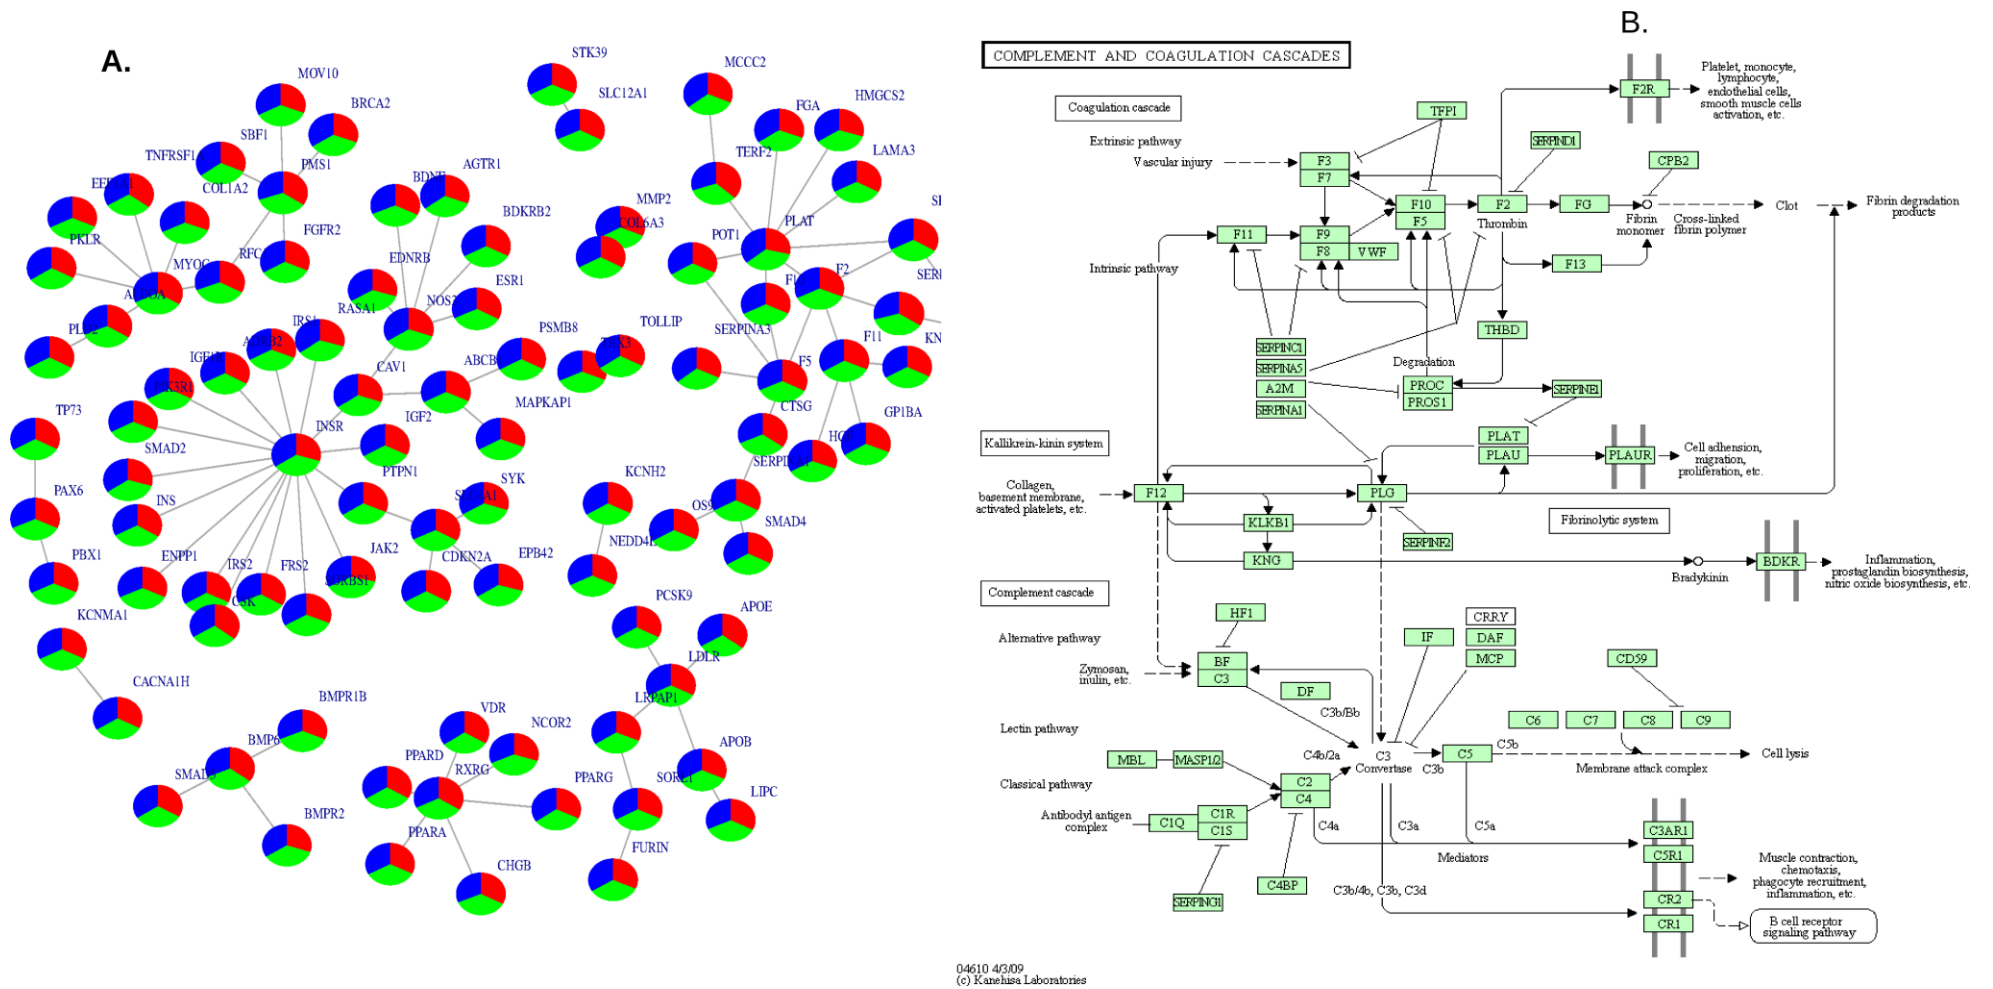 A.
MOV10
BRCA2
SBF1
PMS1
COL1A2
PKLR
RFC
FGFR2
STK39
SLC12A1
AGTR1
BDKRB2
EDNRB
ESR1
RASA1
CAV1
PSMB8
MAPKAP1
IGF2
INSR
IRS1
PTPN1
TP73
SMAD2
PAX6
INS
PBX1
ENPP1
IRS2
FRS2
JAK2
SORBS1
CSK
SYK
CDKN2A
EPB42
KCNMA1
CACNA1H
MCCC2
FGA
HMGCS2
TERF2
LAMA3
MMP2
COL6A3
POT1
PLAT
F2
TOLLIP
SERPINA3
F11
F5
KN
CTSG
GP1BA
KCNH2
OS9
SMAD4
PCSK9
APOE
LDLR
LRPAP1
APOB
LIPC
FURIN
BMPR1B
BMP6
BMPR2
VDR
NCOR2
PPARD
RXRG
PPARG
PPARA
CHGB
B.
COMPLEMENT AND COAGULATION CASCADES
Coagulation cascade
Extrinsic pathway
Vascular injury
Intrinsic pathway
TFPI
F3
F7
F10
F5
F11
F9
F8
VWF
F2
Thrombin
SERPIND1
F2R
Platelet, monocyte,
lymphocyte,
endothelial cells,
smooth muscle cells
activation, etc.
CPB2
FG
Fibrin
monomer
Cross-linked
fibrin polymer
Clot
Fibrin degradation
products
F13
THBD
SERPINC1
SERPINA5
A2M
SERPINA1
Degradation
PROC
PROS1
SERPINE1
PLAT
PLAU
PLAUR
Cell adhension,
migration,
proliferation, etc.
Kallikrein-kinin system
Collagen,
basement membrane,
activated platelets, etc.
F12
PLG
KLKB1
KNG
SERPINF2
Fibrinolytic system
Bradykinin
BDKR
Inflammation,
prostaglandin biosynthesis,
nitric oxide biosynthesis, etc.
Complement cascade
Alternative pathway
Zymosan,
inulin, etc.
HF1
BF
C3
DF
C3b/Bb
IF
CRRY
DAF
MCP
CD59
C6
C7
C8
C9
Lectin pathway
MBL
MASP1/2
C4b/2a
C3
Convertase
C3b
C5
C5b
Membrane attack complex
Cell lysis
Classical pathway
Antibodyl antigen
complex
C1Q
C1R
C1S
C2
C4
C4a
C3a
C5a
Mediators
C4BP
SERPING1
C3b/4b, C3b, C3d
C3AR1
C5R1
CR2
CR1
Muscle contraction,
chemotaxis,
phagocyte recruitment,
inflammation, etc.
B cell receptor
signaling pathway
04610 4/3/09
(c) Kanehisa Laboratories